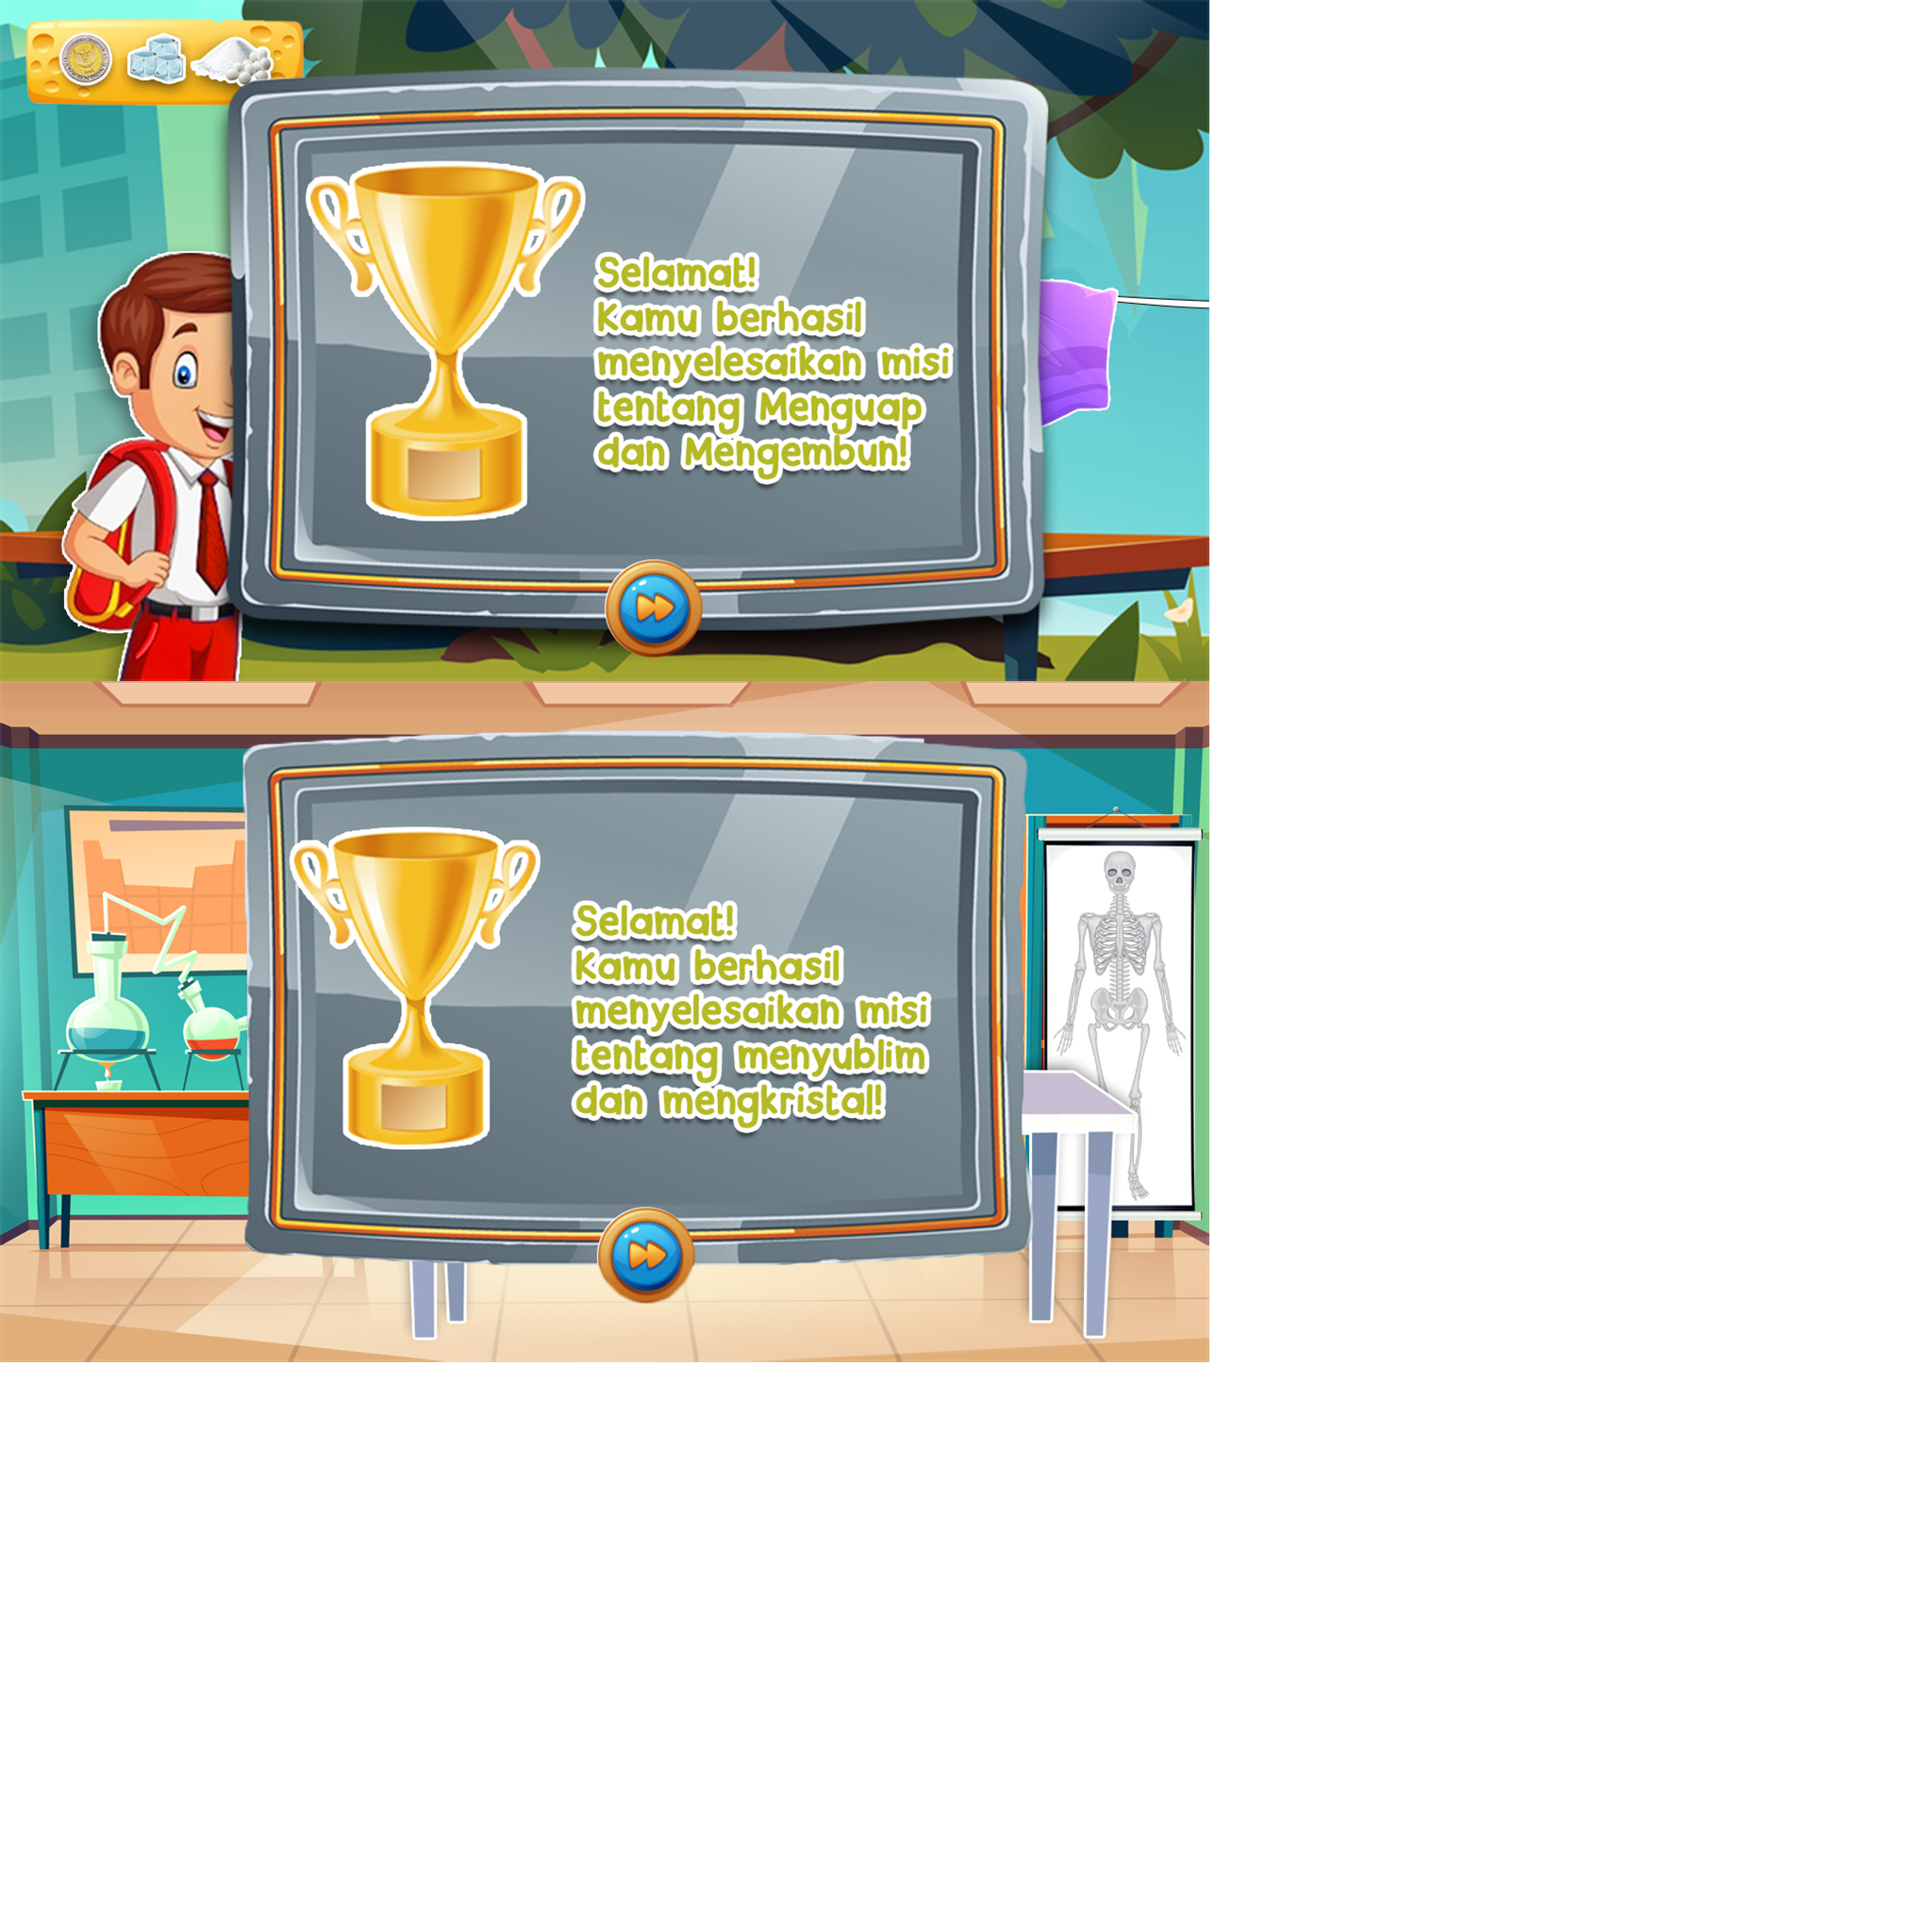 Selamat!
Kamu berhasil
menyelesaikan misi
tentang Menguap
dan Mengembun!
Selamat!
Kamu berhasil
menyelesaikan misi
tentang menyublim
dan mengkristal!